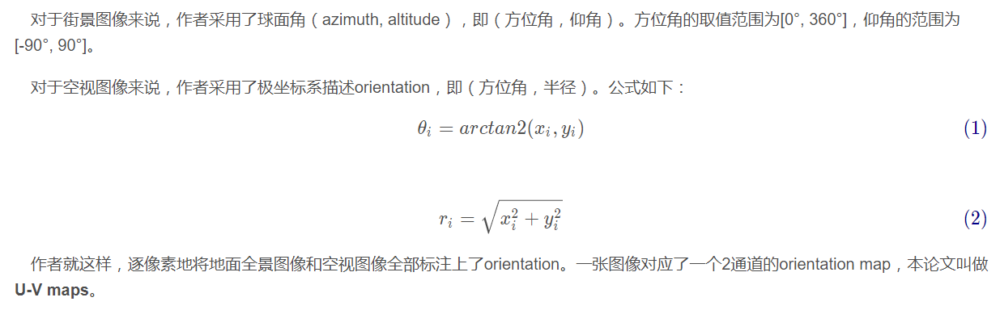 对于街景图像来说，作者采用了球面角（azimuth, altitude），即（方位角，仰角）。方位角的取值范围为[0°, 360°]，仰角的范围为
[-90°, 90°]。
对于空视图像来说，作者采用了极坐标系描述orientation，即（方位角，半径）。公式如下：
θ_i = arctan2(x_i, y_i) (1)
r_i = √(x_i^2 + y_i^2) (2)
作者就这样，逐像素地将地面全景图像和空视图像全部标注上了orientation。一张图像对应了一个2通道的orientation map，本论文叫做
U-V maps。